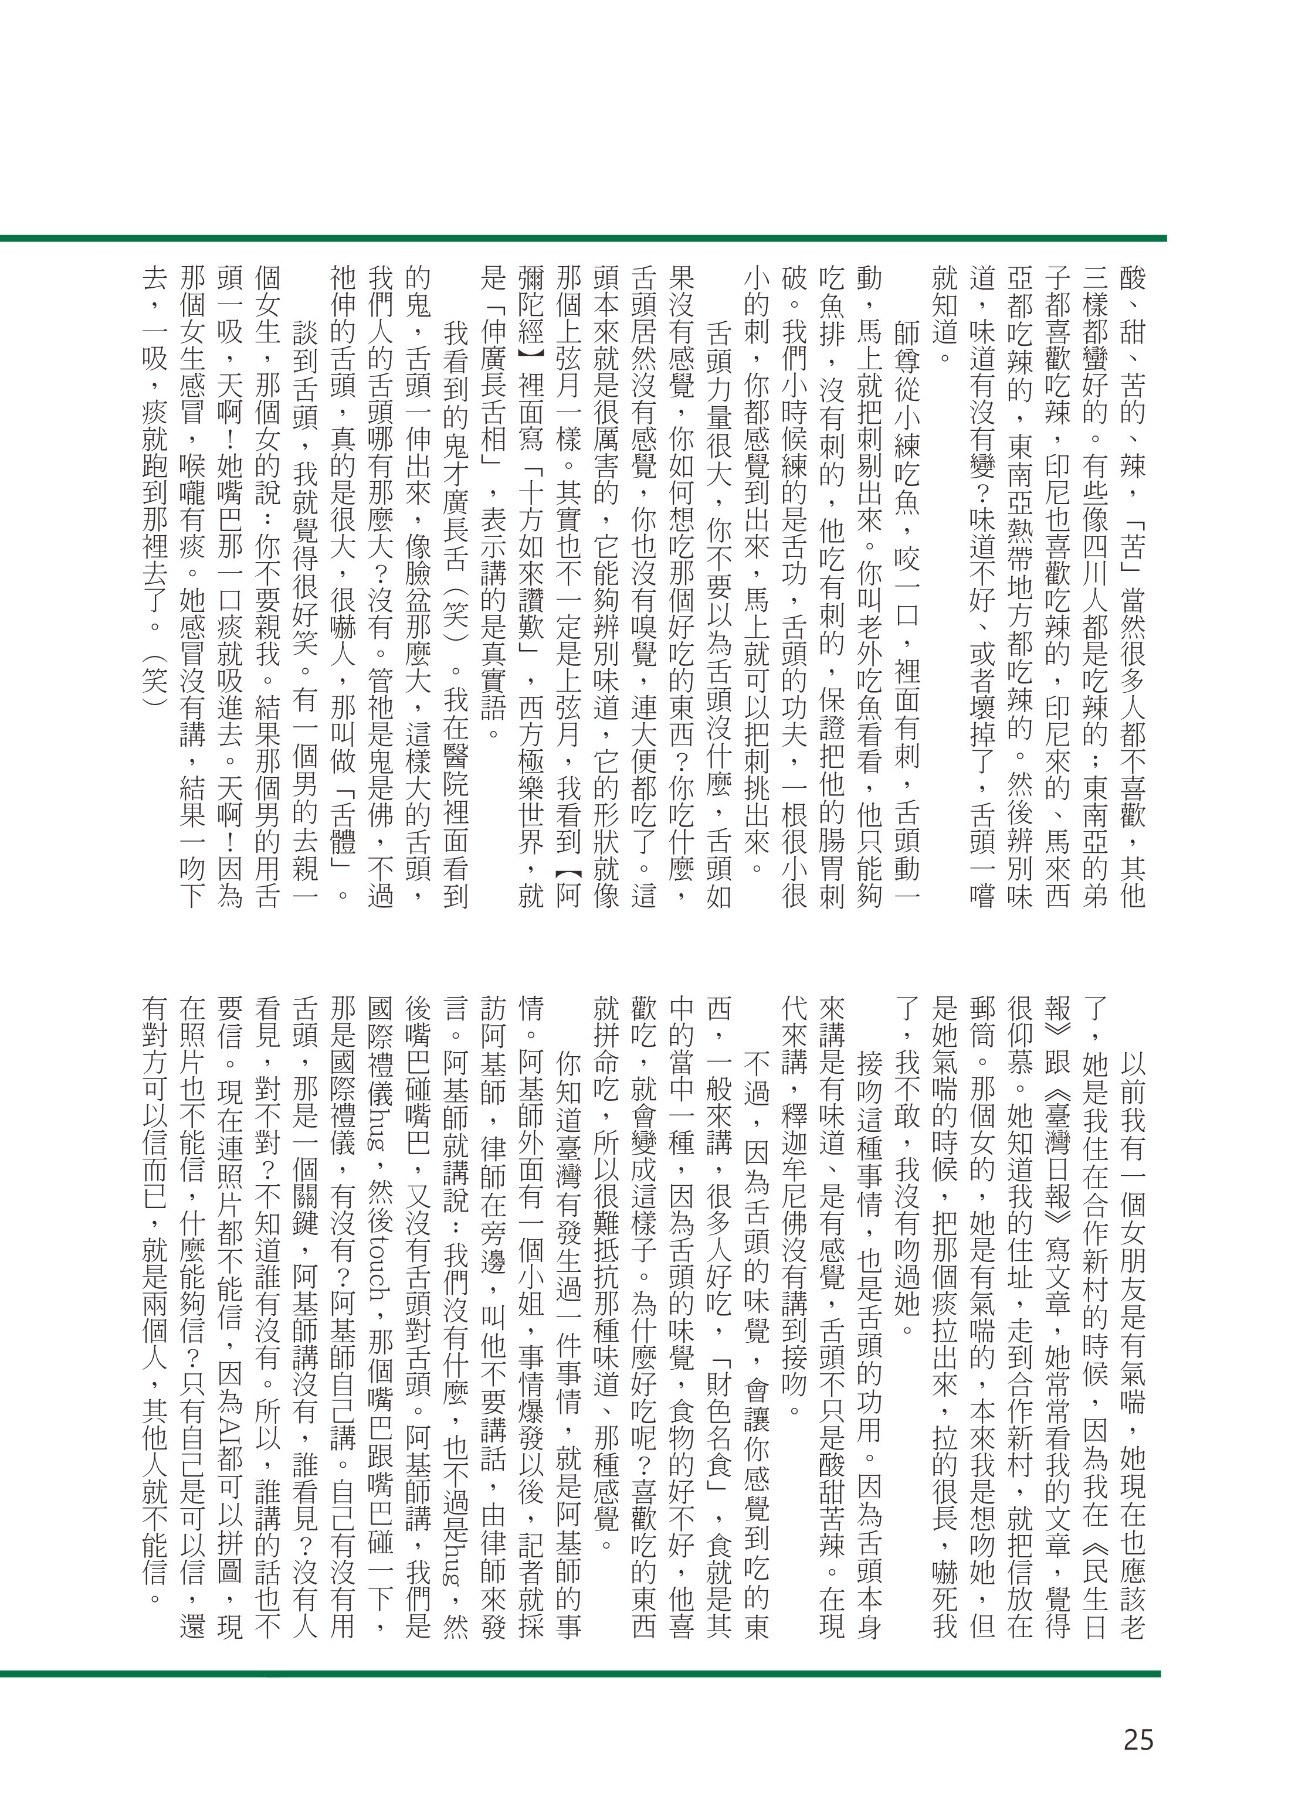 酸、甜、苦的、辣，「苦」當然很多人都不喜歡，其他
三樣都蠻好的。有些像四川人都是吃辣的；東南亞的弟
子都喜歡吃辣，印尼也喜歡吃辣的，印尼來的、馬來西
亞都吃辣的，東南亞熱帶地方都吃辣的。然後辨別味
道，味道有沒有變？味道不好、或者壞掉了，舌頭一嚐
就知道。
師尊從小練吃魚，咬一口，裡面有刺，舌頭動一
動，馬上就把刺剔出來。你叫老外吃魚看看，他只能夠
吃魚排，沒有刺的，他吃有刺的，保證把他的腸胃刺
破。我們小時候練的是舌功，舌頭的功夫，一根很小很
小的刺，你都感覺到出來，馬上就可以把刺挑出來。
舌頭力量很大，你不要以為舌頭沒什麼，舌頭如
果沒有感覺，你如何想吃那個好吃的東西？你吃什麼，
舌頭居然沒有感覺，你也沒有嗅覺，連大便都吃了。這
頭本來就是很厲害的，它能夠辨別味道，它的形狀就像
那個上弦月一樣。其實也不一定是上弦月，我看到【阿
彌陀經】裡面寫「十方如來讚歎」，西方極樂世界，就
是「伸廣長舌相」，表示講的是真實語。
我看到的鬼才廣長舌（笑）。我在醫院裡面看到
的鬼，舌頭一伸出來，像臉盆那麼大，這樣大的舌頭，
我們人的舌頭哪有那麼大？沒有。管祂是鬼是佛，不過
祂伸的舌頭，真的是很大，很嚇人，那叫做「舌體」。
談到舌頭，我就覺得很好笑。有一個男的去親一
個女生，那個女的說：你不要親我。結果那個男的用舌
頭一吸，天啊！她嘴巴那一口痰就吸進去。天啊！因為
那個女生感冒，喉嚨有痰。她感冒沒有講，結果一吻下
去，一吸，痰就跑到那裡去了。（笑）
以前我有一個女朋友是有氣喘，她現在也應該老
了，她是我住在合作新村的時候，因為我在《民生日
報》跟《臺灣日報》寫文章，她常常看我的文章，覺得
很仰慕。她知道我的住址，走到合作新村，就把信放在
郵筒。那個女的，她是有氣喘的，本來我是想吻她，但
是她氣喘的時候，把那個痰拉出來，拉的很長，嚇死我
了，我不敢，我沒有吻過她。
接吻這種事情，也是舌頭的功用。因為舌頭本身
來講是有味道、是有感覺，舌頭不只是酸甜苦辣。在現
代來講，釋迦牟尼佛沒有講到接吻。
不過，因為舌頭的味覺，會讓你感覺到吃的東
西，一般來講，很多人好吃，「財色名食」，食就是其
中的當中一種，因為舌頭的味覺，食物的好不好，他喜
歡吃，就會變成這樣子。為什麼好吃呢？喜歡吃的東西
就拼命吃，所以很難抵抗那種味道、那種感覺。
你知道臺灣有發生過一件事情，就是阿基師的事
情。阿基師外面有一個小姐，事情爆發以後，記者就採
訪阿基師，律師在旁邊，叫他不要講話，由律師來發
言。阿基師就講說：我們沒有什麼，也不過是hug，然
後嘴巴碰嘴巴，又沒有舌頭對舌頭。阿基師講，我們是
國際禮儀hug，然後touch，那個嘴巴跟嘴巴碰一下，
那是國際禮儀，有沒有？阿基師自己講。自己有沒有用
舌頭，那是一個關鍵，阿基師講沒有，誰看見？沒有人
看見，對不對？不知道誰有沒有。所以，誰講的話也不
要信。現在連照片都不能信，因為AI都可以拼圖，現
在照片也不能信，什麼能夠信？只有自己是可以信，還
有對方可以信而已，就是兩個人，其他人就不能信。
25